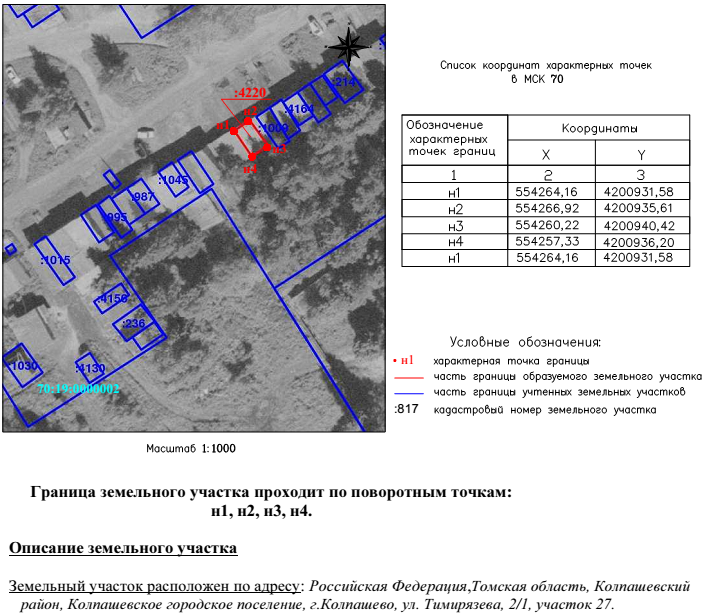 :214
:4220
:4164
н2
н1
:1009
н3
н4
:1045
:987
:995
:1015
:4156
:236
:1030
:4130
70:19:0000002
Масштаб 1:1000
Список координат характерных точек
в МСК 70
Обозначение характерных точек границ Координаты
X Y
1 2 3
н1 554264,16 4200931,58
н2 554266,92 4200935,61
н3 554260,22 4200940,42
н4 554257,33 4200936,20
н1 554264,16 4200931,58
Условные обозначения:
• н1 характерная точка границы
часть границы образуемого земельного участка
часть границы учтенных земельных участков
:817 кадастровый номер земельного участка
Граница земельного участка проходит по поворотным точкам:
н1, н2, н3, н4.
Описание земельного участка
Земельный участок расположен по адресу: Российская Федерация,Томская область, Колпашевский
район, Колпашевское городское поселение, г.Колпашево, ул. Тимирязева, 2/1, участок 27.